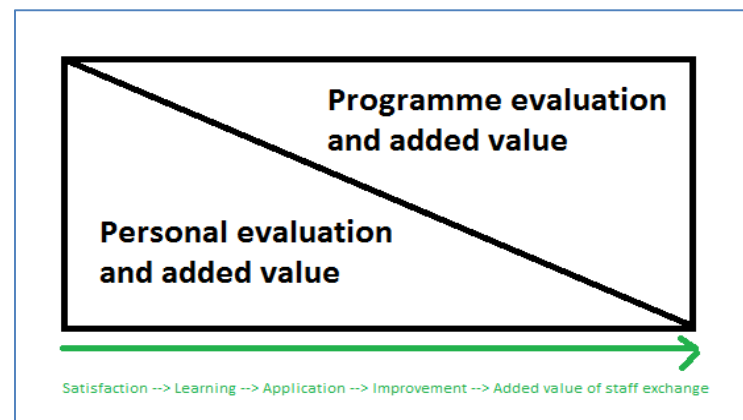 Programme evaluation
and added value
Personal evaluation
and added value
Satisfaction --> Learning --> Application --> Improvement --> Added value of staff exchange